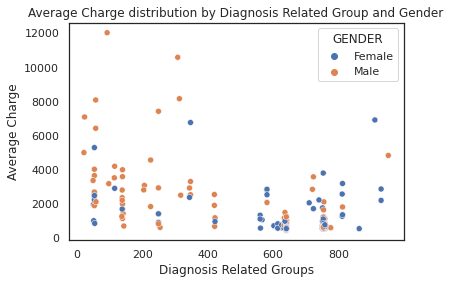 Average Charge distribution by Diagnosis Related Group and Gender
GENDER
Female
Male
Average Charge
12000
10000
8000
6000
4000
2000
0
0
200
400
600
800
Diagnosis Related Groups